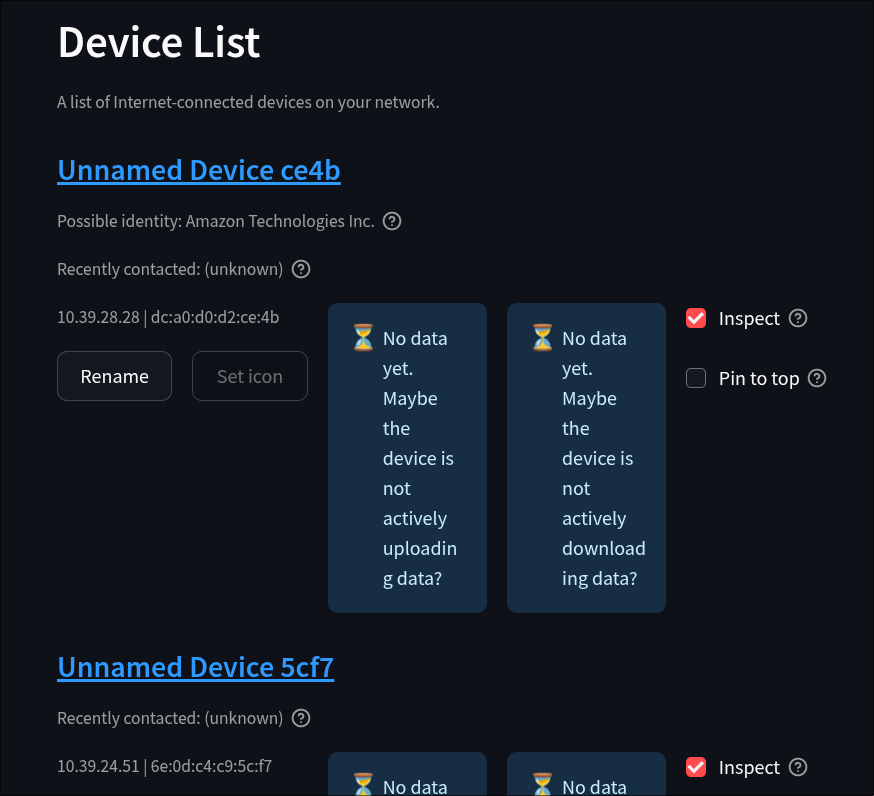 Device List
A list of Internet-connected devices on your network.
Unnamed Device ce4b
Possible identity: Amazon Technologies Inc. ?
Recently contacted: (unknown) ?
10.39.28.28 | dc:a0:d0:d2:ce:4b
Rename
Set icon
No data
yet.
Maybe
the
device is
not
actively
uploadin
g data?
No data
yet.
Maybe
the
device is
not
actively
download
ing data?
Inspect ?
Pin to top ?
Unnamed Device 5cf7
Recently contacted: (unknown) ?
10.39.24.51 | 6e:0d:c4:c9:5c:f7
No data
No data
Inspect ?